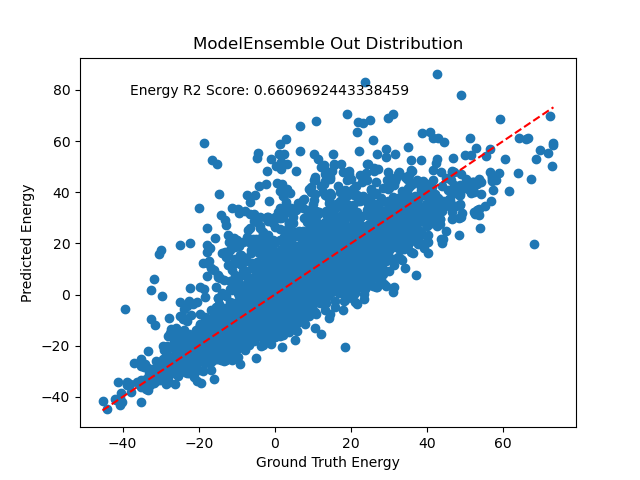 ModelEnsemble Out Distribution
Energy R2 Score: 0.6609692443338459
Predicted Energy
80
60
40
20
0
−20
−40
−40 −20 0 20 40 60
Ground Truth Energy